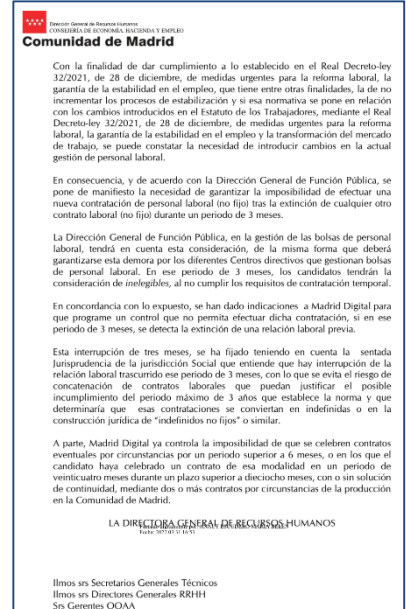 Dirección General de Recursos Humanos
CONSEJERÍA DE ECONOMÍA, HACIENDA Y EMPLEO
Comunidad de Madrid
Con la finalidad de dar cumplimiento a lo establecido en el Real Decreto-ley
32/2021, de 28 de diciembre, de medidas urgentes para la reforma laboral, la
garantía de la estabilidad en el empleo, que tiene entre otras finalidades, la de no
incrementar los procesos de estabilización y si esa normativa se pone en relación
con los cambios introducidos en el Estatuto de los Trabajadores, mediante el Real
Decreto-ley 32/2021, de 28 de diciembre, de medidas urgentes para la reforma
laboral, la garantía de la estabilidad en el empleo y la transformación del mercado
de trabajo, se puede constatar la necesidad de introducir cambios en la actual
gestión de personal laboral.
En consecuencia, y de acuerdo con la Dirección General de Función Pública, se
pone de manifiesto la necesidad de garantizar la imposibilidad de efectuar una
nueva contratación de personal laboral (no fijo) tras la extinción de cualquier otro
contrato laboral (no fijo) durante un periodo de 3 meses.
La Dirección General de Función Pública, en la gestión de las bolsas de personal
laboral, tendrá en cuenta esta consideración, de la misma forma que deberá
garantizarse esta demora por los diferentes Centros directivos que gestionan bolsas
de personal laboral. En ese periodo de 3 meses, los candidatos tendrán la
consideración de inelegibles, al no cumplir los requisitos de contratación temporal.
En concordancia con lo expuesto, se han dado indicaciones a Madrid Digital para
que programe un control que no permita efectuar dicha contratación, si en ese
periodo de 3 meses, se detecta la extinción de una relación laboral previa.
Esta interrupción de tres meses, se ha fijado teniendo en cuenta la sentada
Jurisprudencia de la jurisdicción Social que entiende que hay interrupción de la
relación laboral trascurrido ese periodo de 3 meses, con lo que se evita el riesgo de
concatenación de contratos laborales que puedan justificar el posible
incumplimiento del periodo máximo de 3 años que establece la norma y que
determinaría que esas contrataciones se conviertan en indefinidas o en la
construcción jurídica de "indefinidos no fijos" o similar.
A parte, Madrid Digital ya controla la imposibilidad de que se celebren contratos
eventuales por circunstancias por un periodo superior a 6 meses, o en los que el
candidato haya celebrado un contrato de esa modalidad en un periodo de
veinticuatro meses durante un plazo superior a dieciocho meses, con o sin solución
de continuidad, mediante dos o más contratos por circunstancias de la producción
en la Comunidad de Madrid.
LA DIRECTORA GENERAL DE RECURSOS HUMANOS
Fecha: 2022.03.31 16:53
Ilmos srs Secretarios Generales Técnicos
Ilmos srs Directores Generales RRHH
Srs Gerentes OOAA